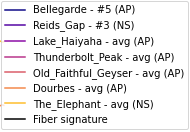 Bellegarde - #5 (AP)
Reids_Gap - #3 (NS)
Lake_Haiyaha - avg (AP)
Thunderbolt_Peak - avg (AP)
Old_Faithful_Geyser - avg (AP)
Dourbes - avg (AP)
The_Elephant - avg (NS)
Fiber signature